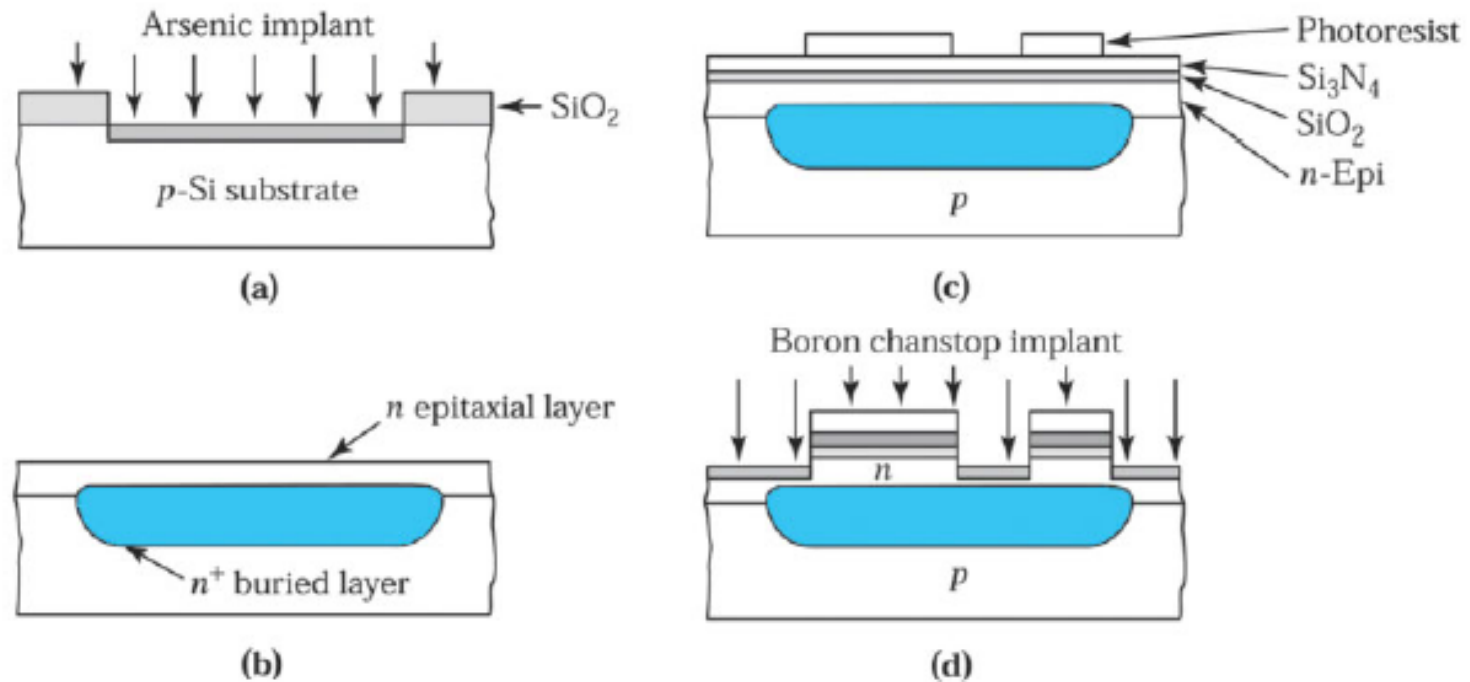 Arsenic implant
SiO₂
p-Si substrate
(a)
n epitaxial layer
n⁺ buried layer
(b)
Photoresist
Si₃N₄
SiO₂
n-Epi
p
(c)
Boron chanstop implant
n
p
(d)